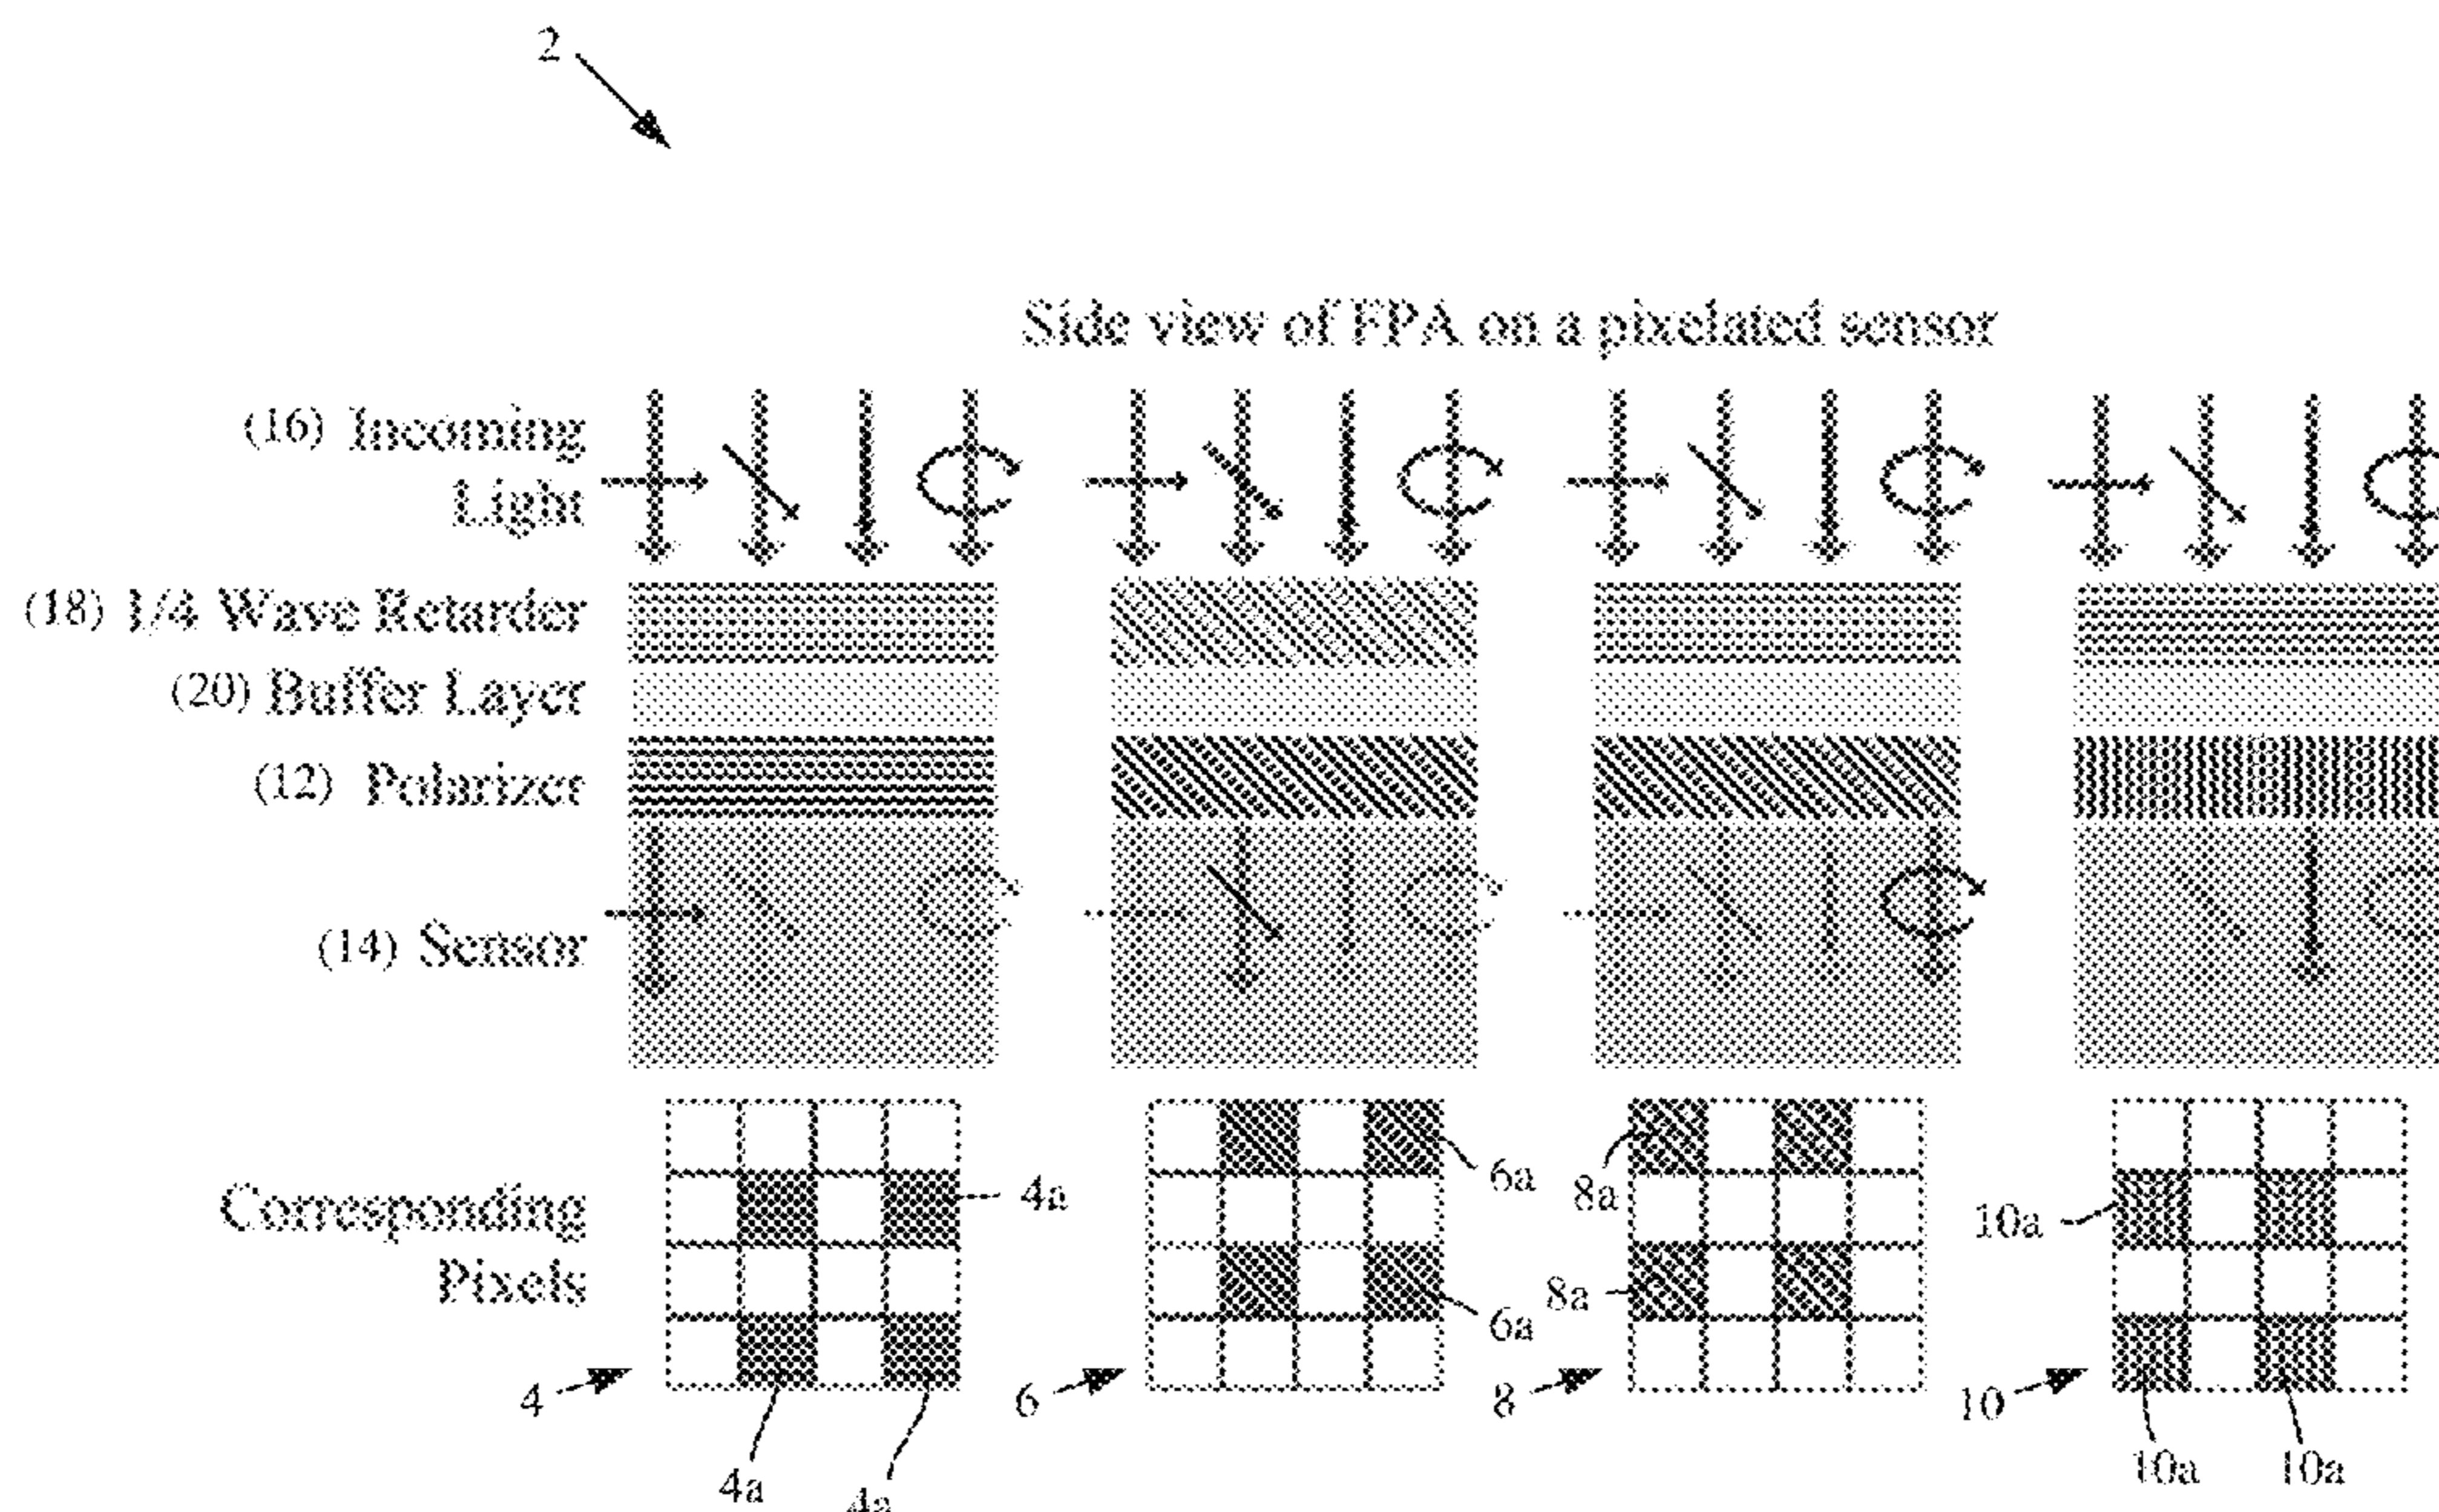 2
Side view of FPA on a pixelated sensor
(16) Incoming
Light
(18) 1/4 Wave Retarder
(20) Buffer Layer
(12) Polarizer
(14) Sensor
Corresponding
Pixels
4a
6a
8a
10a
6a
8a
4
6
8
10
4a
4a
10a
10a